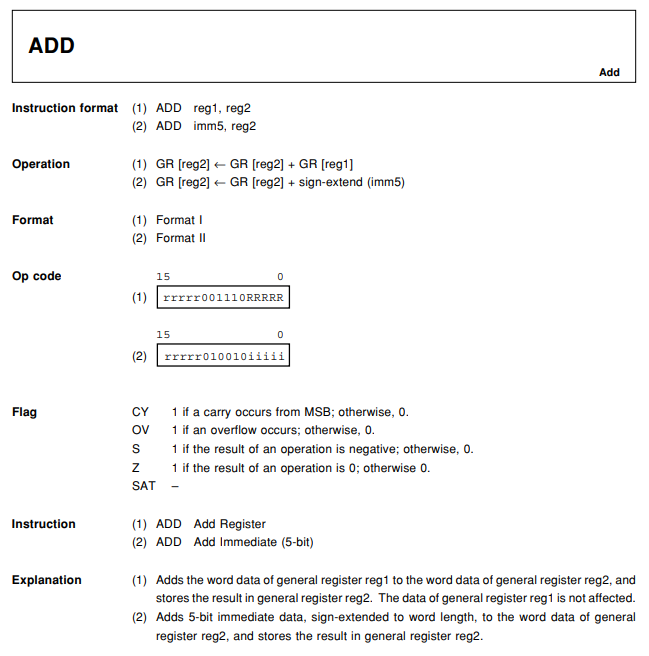 ADD
Add
Instruction format (1) ADD reg1, reg2
(2) ADD imm5, reg2
Operation (1) GR [reg2] ← GR [reg2] + GR [reg1]
(2) GR [reg2] ← GR [reg2] + sign-extend (imm5)
Format (1) Format I
(2) Format II
Op code 15 0
(1) rrrrr001110RRRRR
15 0
(2) rrrrr010010iiiii
Flag CY 1 if a carry occurs from MSB; otherwise, 0.
OV 1 if an overflow occurs; otherwise, 0.
S 1 if the result of an operation is negative; otherwise, 0.
Z 1 if the result of an operation is 0; otherwise 0.
SAT –
Instruction (1) ADD Add Register
(2) ADD Add Immediate (5-bit)
Explanation (1) Adds the word data of general register reg1 to the word data of general register reg2, and
stores the result in general register reg2. The data of general register reg1 is not affected.
(2) Adds 5-bit immediate data, sign-extended to word length, to the word data of general
register reg2, and stores the result in general register reg2.